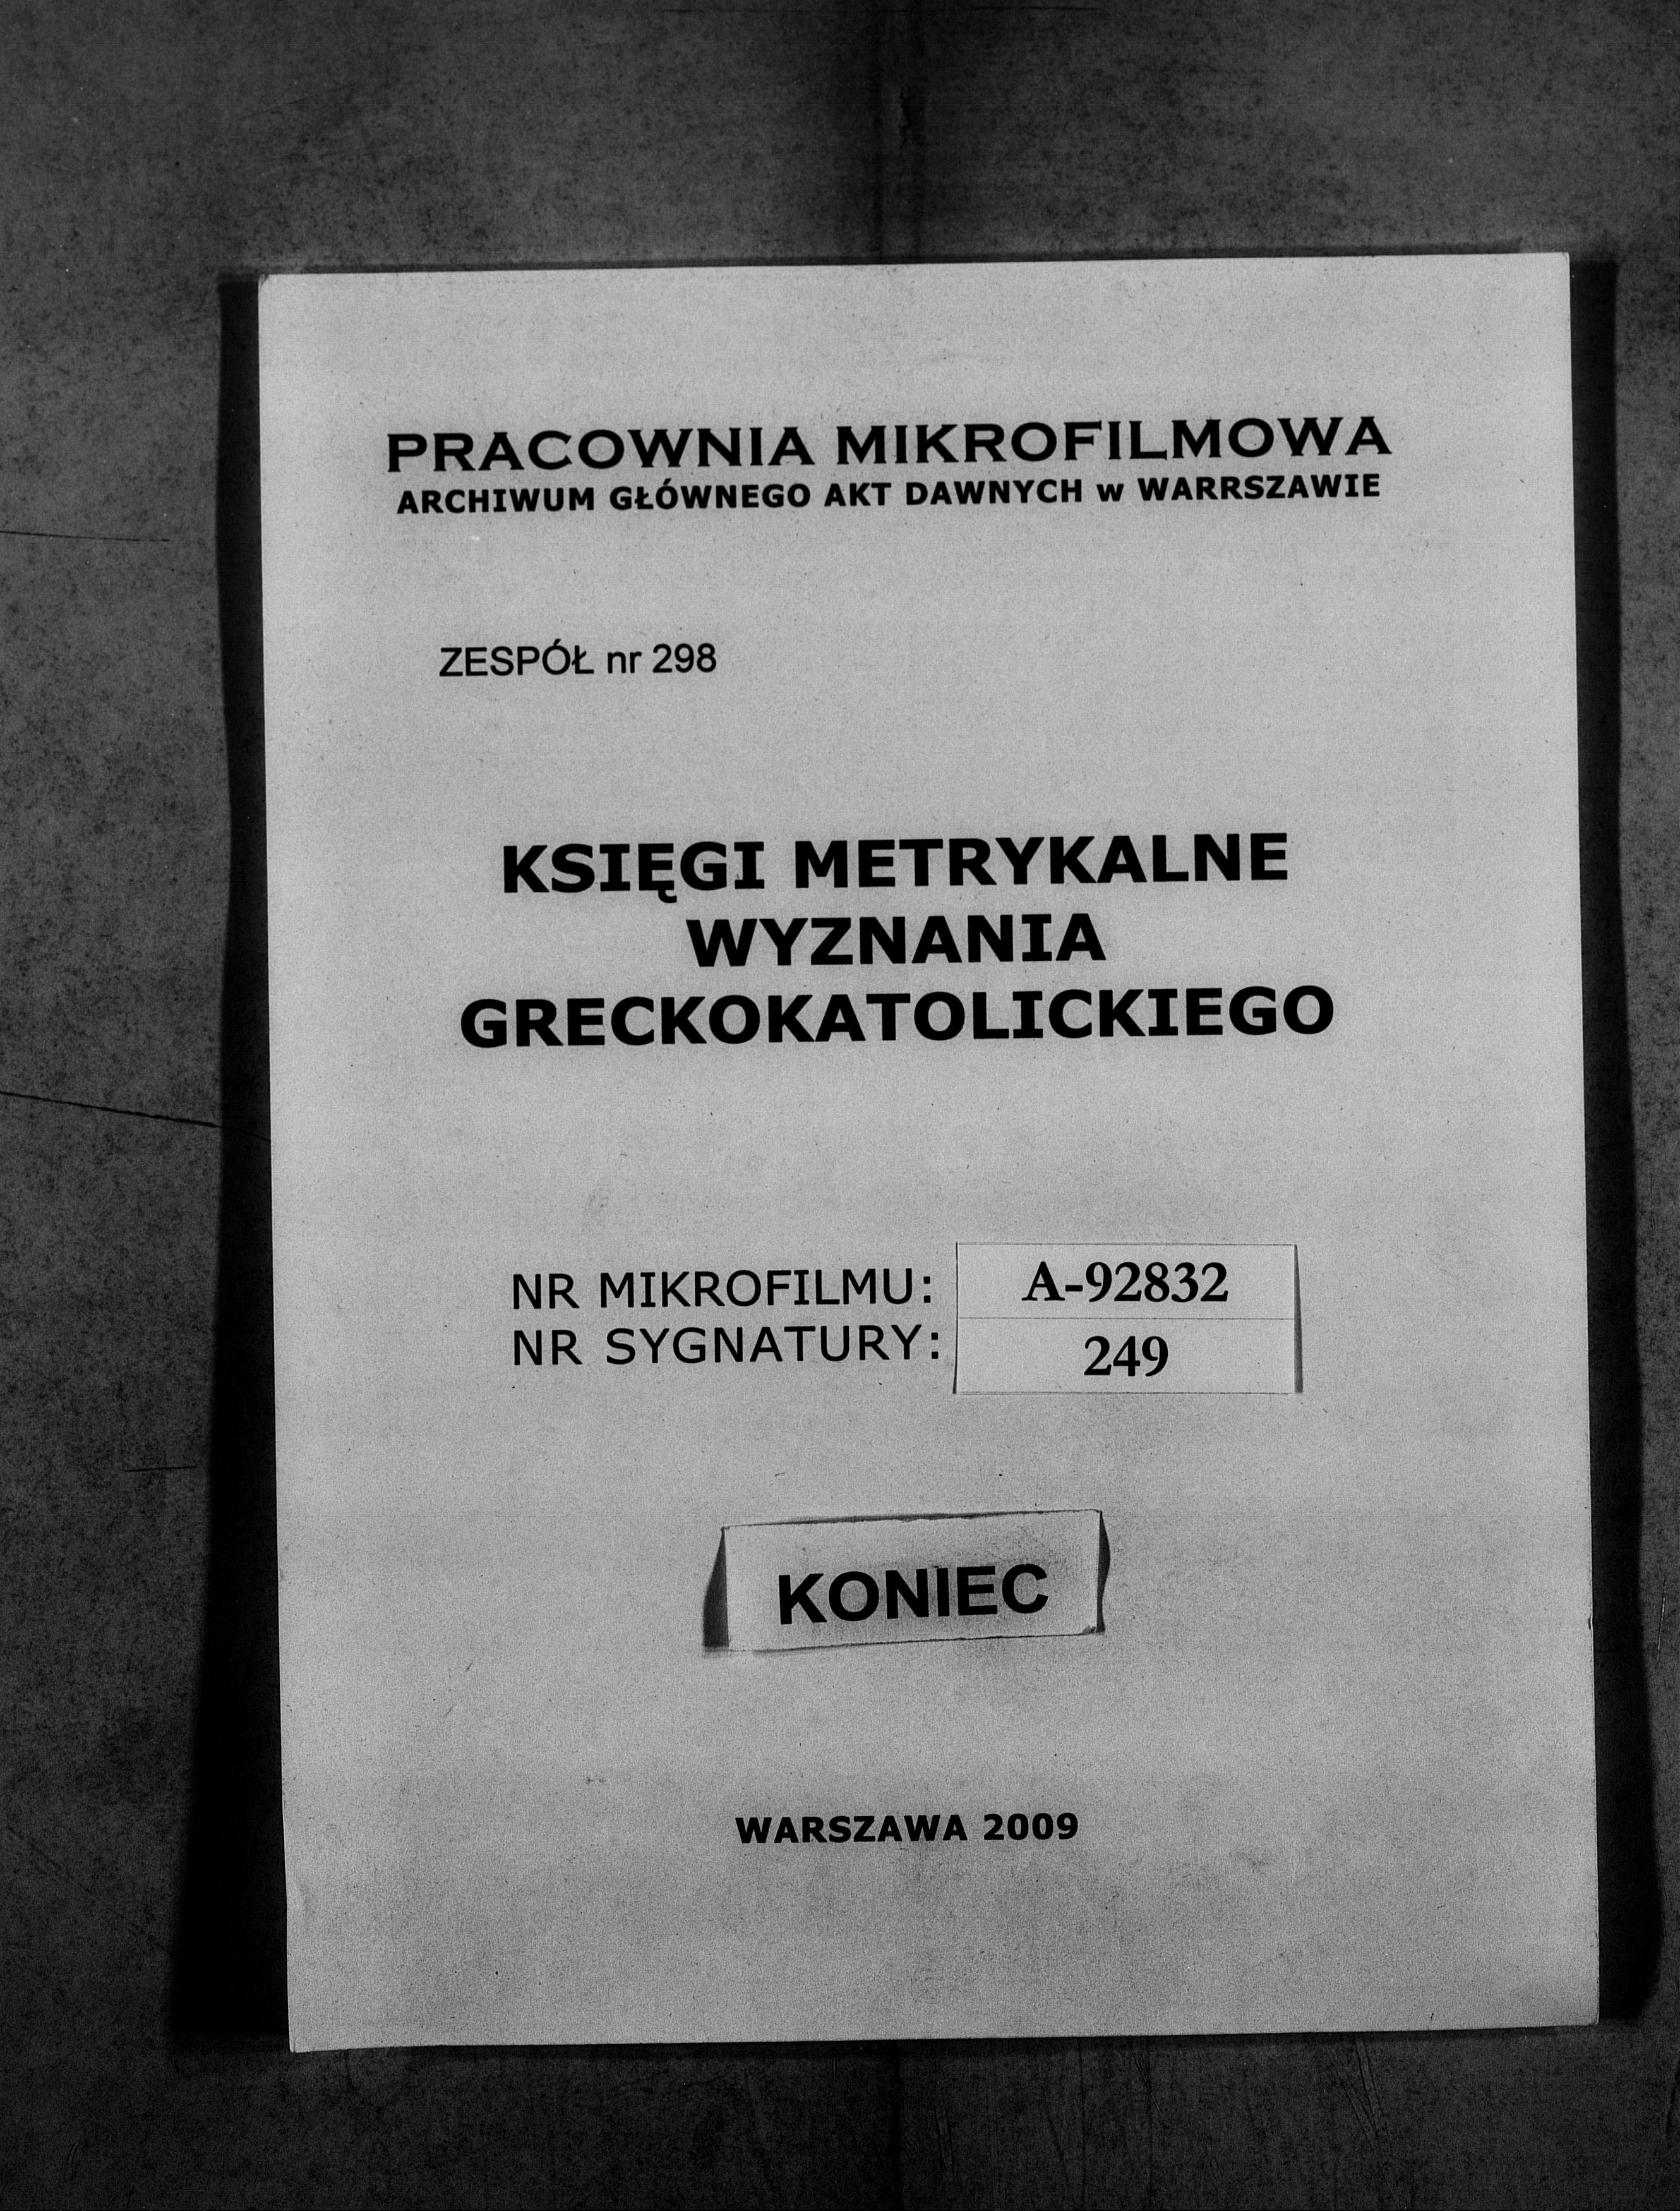 PRACOWNIA MIKROFILMOWA
ARCHIWUM GŁÓWNEGO AKT DAWNYCH w WARRSZAWIE
ZESPÓŁ nr 298
KSIĘGI METRYKALNE
WYZNANIA
GRECKOKATOLICKIEGO
NR MIKROFILMU: A-92832
NR SYGNATURY: 249
KONIEC
WARSZAWA 2009